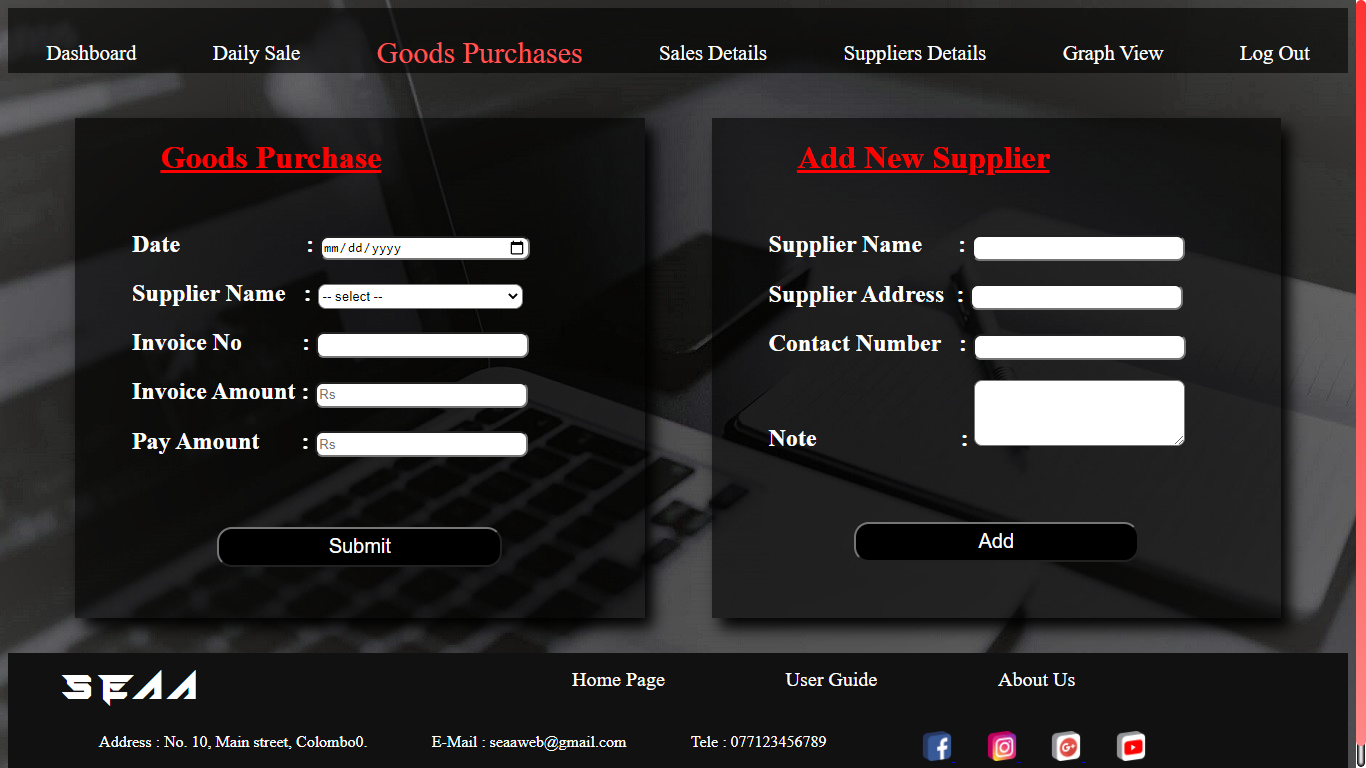 Dashboard Daily Sale Goods Purchases Sales Details Suppliers Details Graph View Log Out
Goods Purchase
Date : mm/dd/yyyy
Supplier Name : -- select --
Invoice No :
Invoice Amount : Rs
Pay Amount : Rs
Submit
Add New Supplier
Supplier Name :
Supplier Address :
Contact Number :
Note :
Add
SEAA
Home Page User Guide About Us
Address : No. 10, Main street, Colombo0. E-Mail : seaaweb@gmail.com Tele : 077123456789